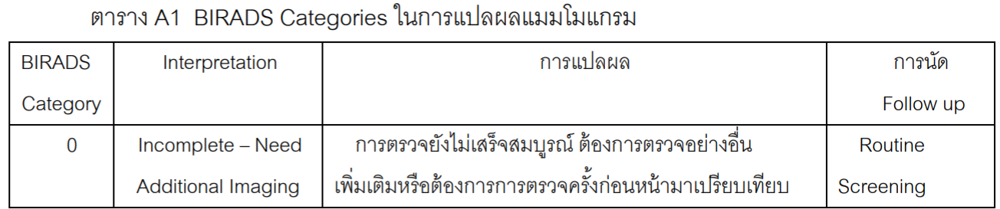 ตาราง A1 BIRADS Categories ในการแปลผลแมมโมแกรม
BIRADS Category
Interpretation
การแปลผล
การนัด
Follow up
0
Incomplete – Need
Additional Imaging
การตรวจยังไม่เสร็จสมบูรณ์ ต้องการตรวจอย่างอื่น
เพิ่มเติมหรือต้องการการตรวจครั้งก่อนหน้ามาเปรียบเทียบ
Routine
Screening